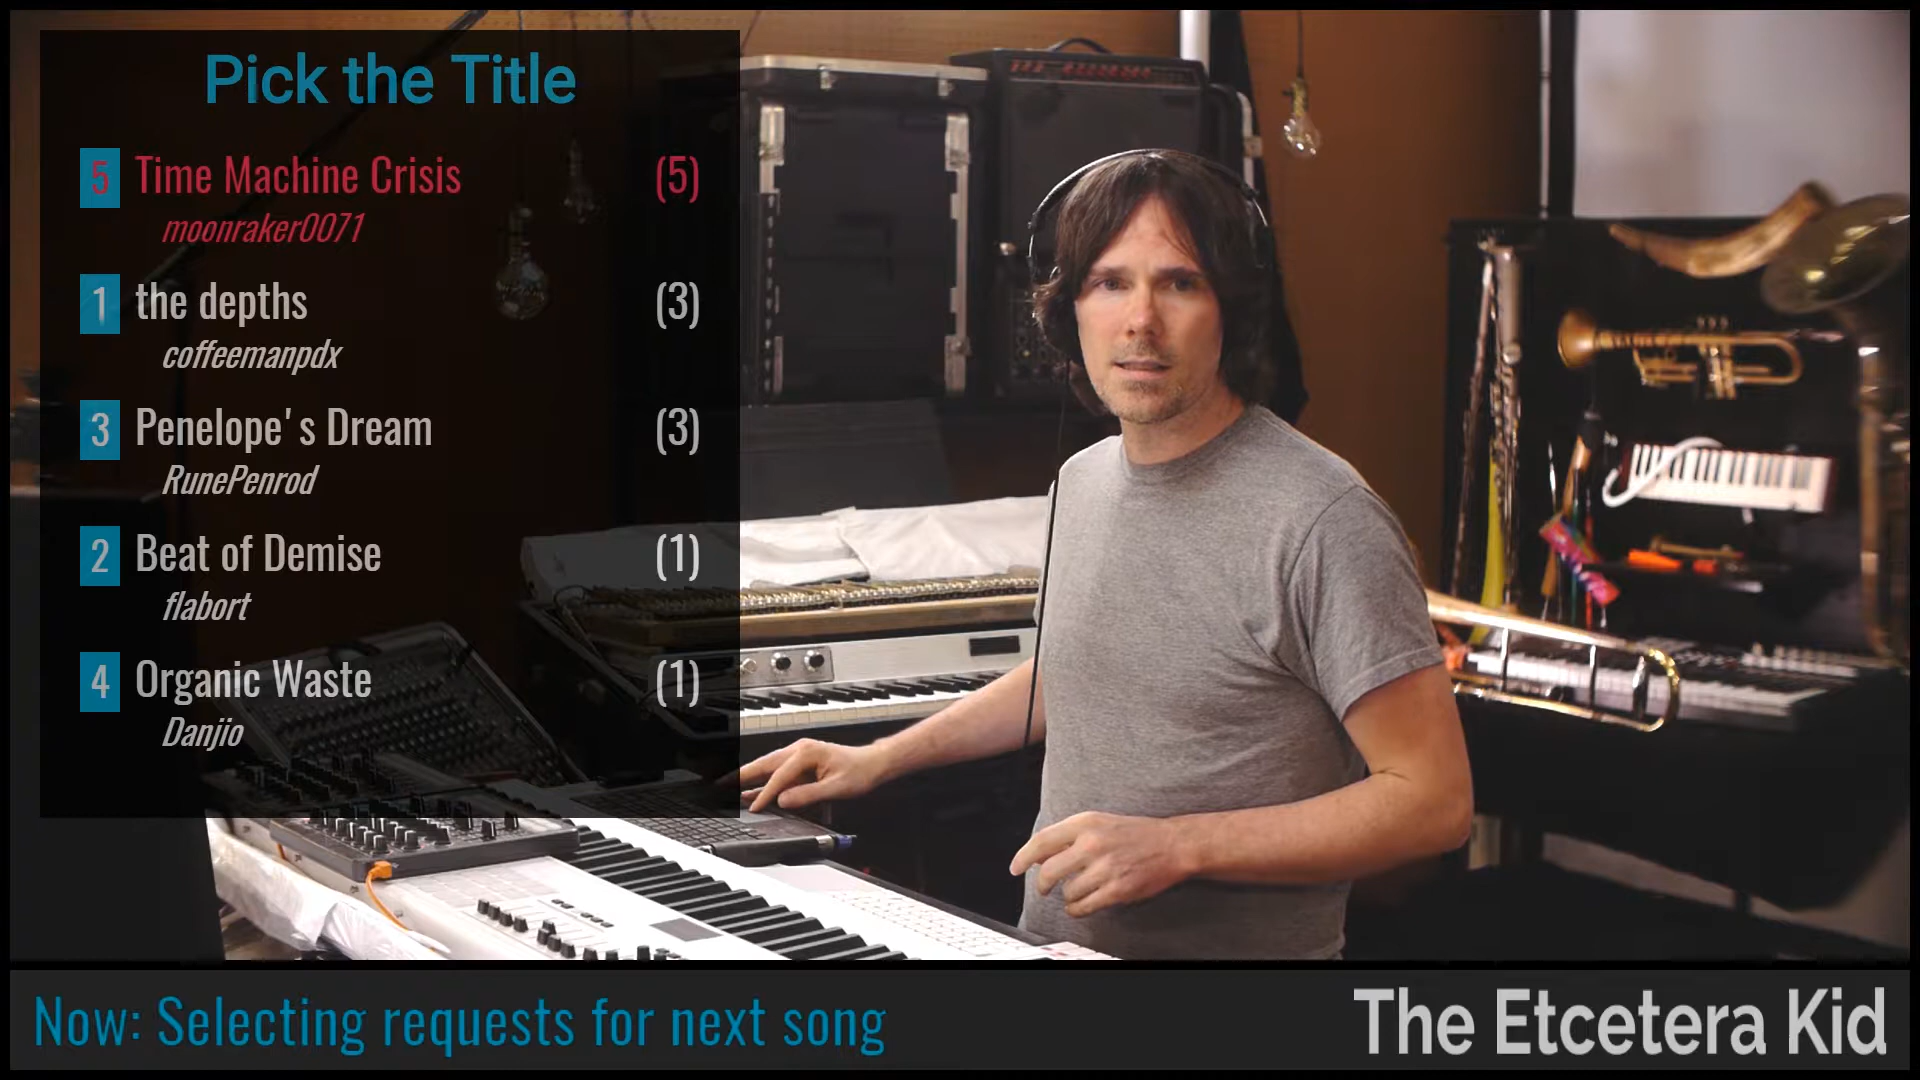 Pick the Title
5 Time Machine Crisis (5)
moonraker0071
1 the depths (3)
coffeemanpdx
3 Penelope's Dream (3)
RunePenrod
2 Beat of Demise (1)
flabort
4 Organic Waste (1)
Danjio
Now: Selecting requests for next song
The Etcetera Kid